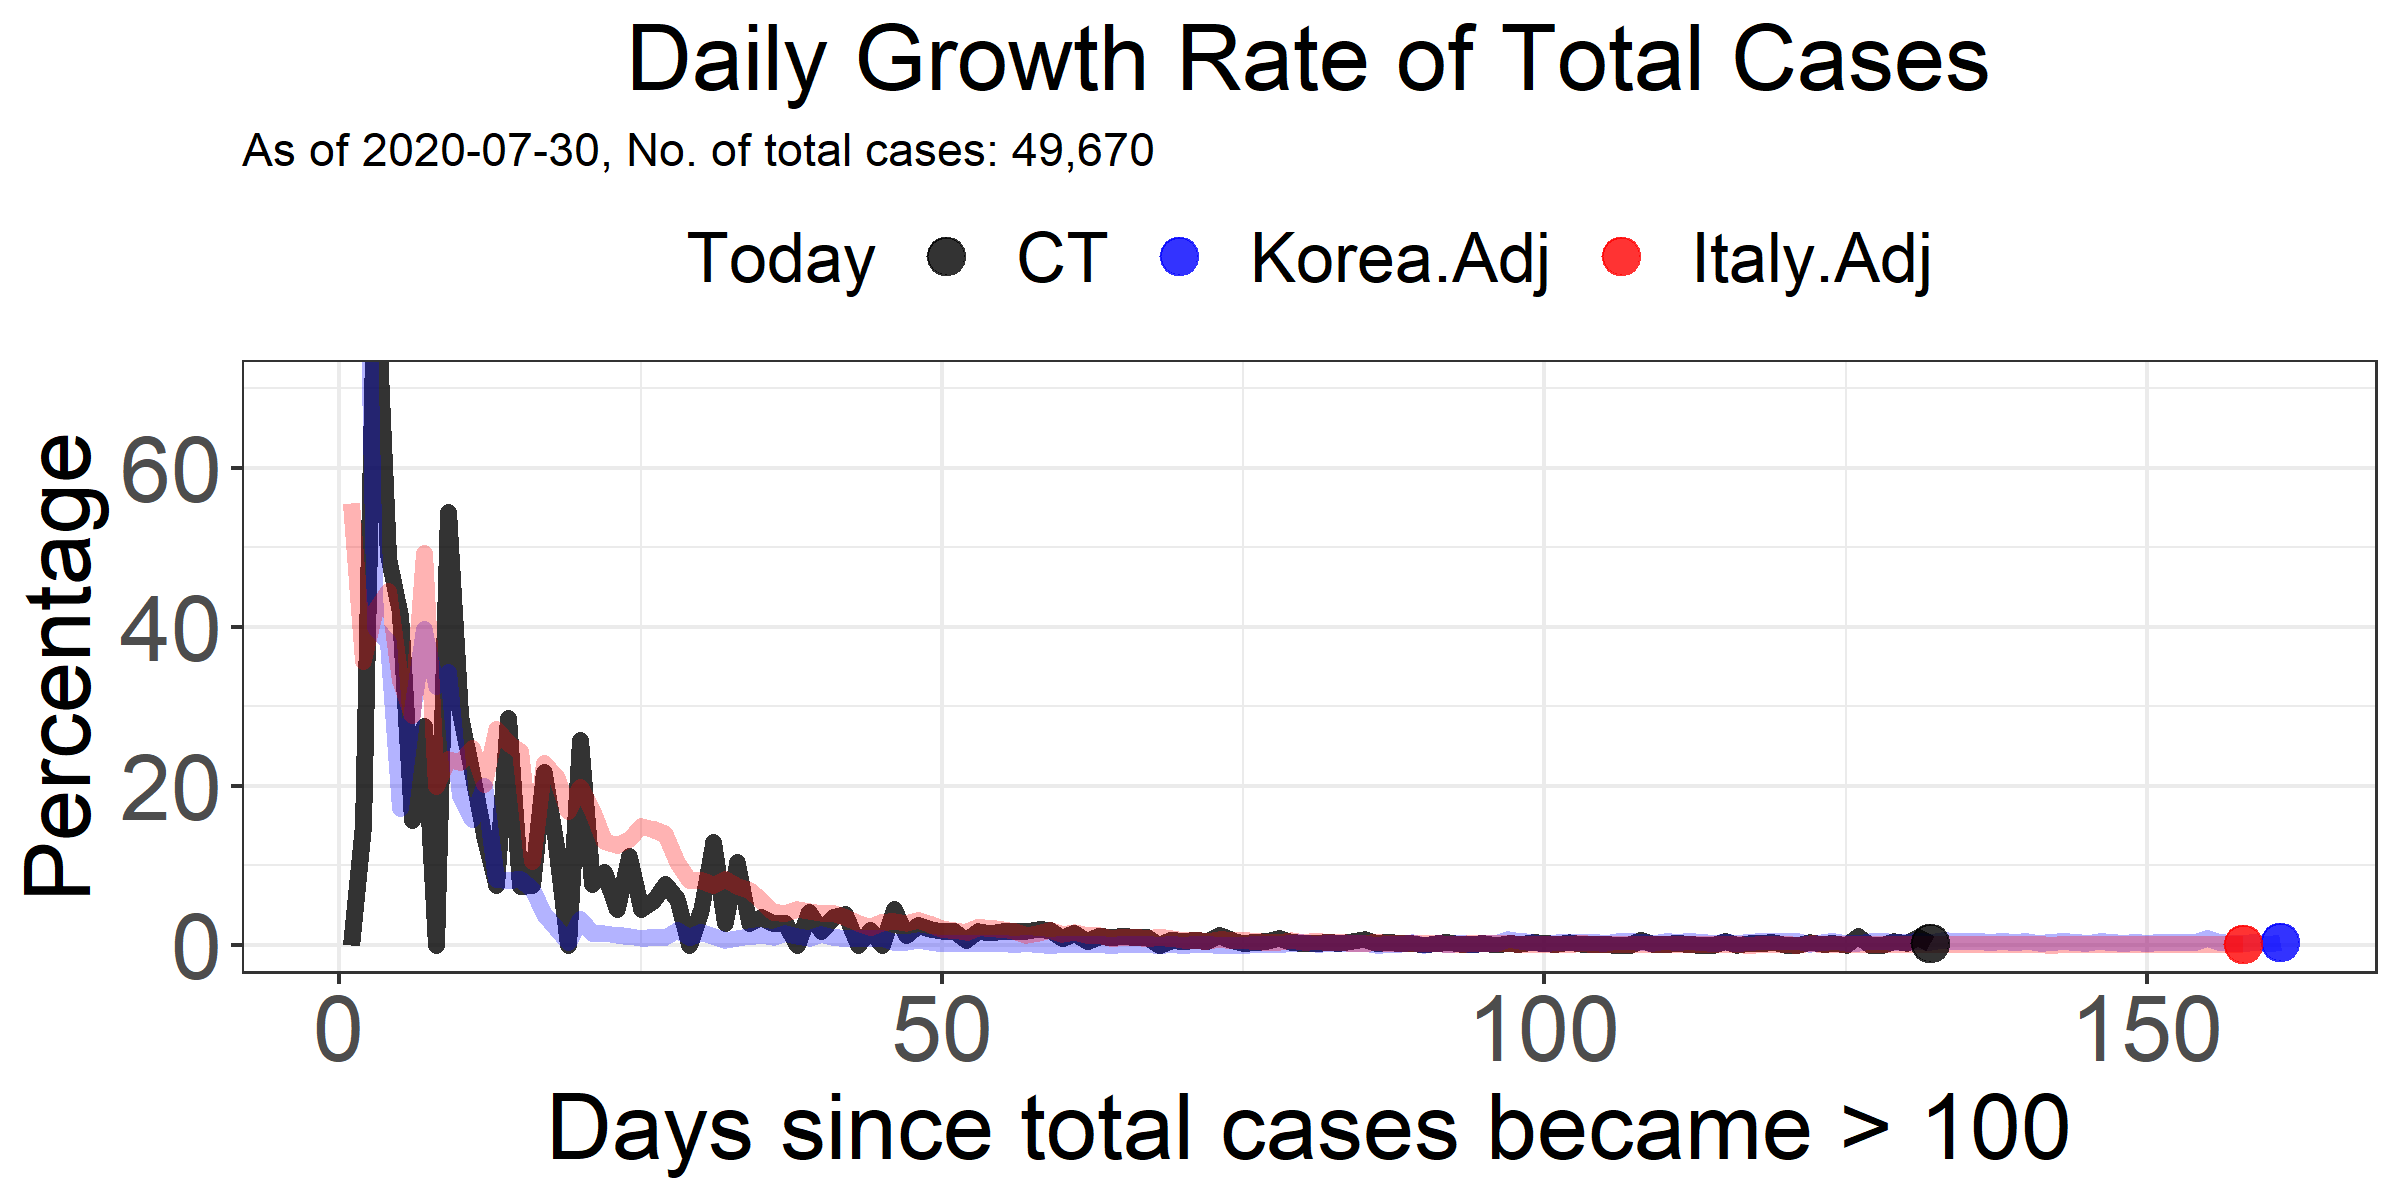 Daily Growth Rate of Total Cases
As of 2020-07-30, No. of total cases: 49,670
Today CT Korea.Adj Italy.Adj
Percentage
60
40
20
0
0 50 100 150
Days since total cases became > 100